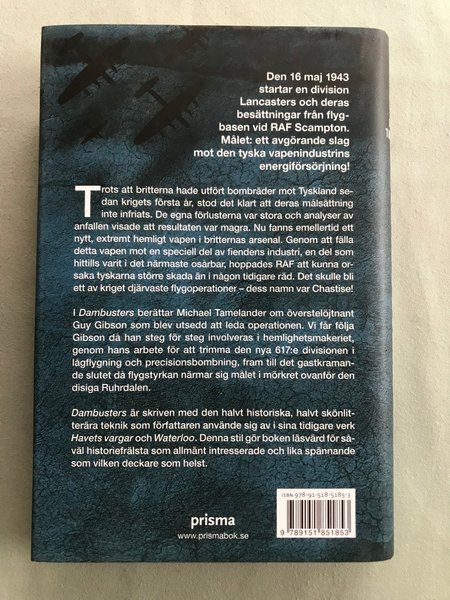 Den 16 maj 1943
startar en division
Lancasters och deras
besättningar från flyg-
basen vid RAF Scampton.
Målet: ett avgörande slag
mot den tyska vapenindustrins
energiförsörjning!
Trots att britterna hade utfört bombräder mot Tyskland se-
dan krigets första år, stod det klart att deras målsättning
inte infriats. De egna förlusterna var stora och analyser av
anfallen visade att resultaten var magra. Nu fanns emellertid ett
nytt, extremt hemligt vapen i britternas arsenal. Genom att fälla
detta vapen mot en speciell del av fiendens industri, en del som
hittills varit i det närmaste osårbar, hoppades RAF att kunna or-
saka tyskarna större skada än i någon tidigare räd. Det skulle bli
ett av kriget djärvaste flygoperationer – dess namn var Chastise!
I Dambusters berättar Michael Tamelander om överstelöjtnant
Guy Gibson som blev utsedd att leda operationen. Vi får följa
Gibson då han steg för steg involveras i hemlighetsmakeriet,
genom hans arbete för att trimma den nya 617:e divisionen i
lågflygning och precisionsbombning, fram till det gastkraman-
de slutet då flygstyrkan närmar sig målet i mörkret ovanför den
disiga Ruhrdalen.
Dambusters är skriven med den halvt historiska, halvt skönlit-
terära teknik som författaren använde sig av i sina tidigare verk
Havets vargar och Waterloo. Denna stil gör boken läsvärd för så-
väl historiefrälsta som allmänt intresserade och lika spännande
som vilken deckare som helst.
ISBN 978-91-518-5185-3
9 789151 851853
prisma
www.prismabok.se